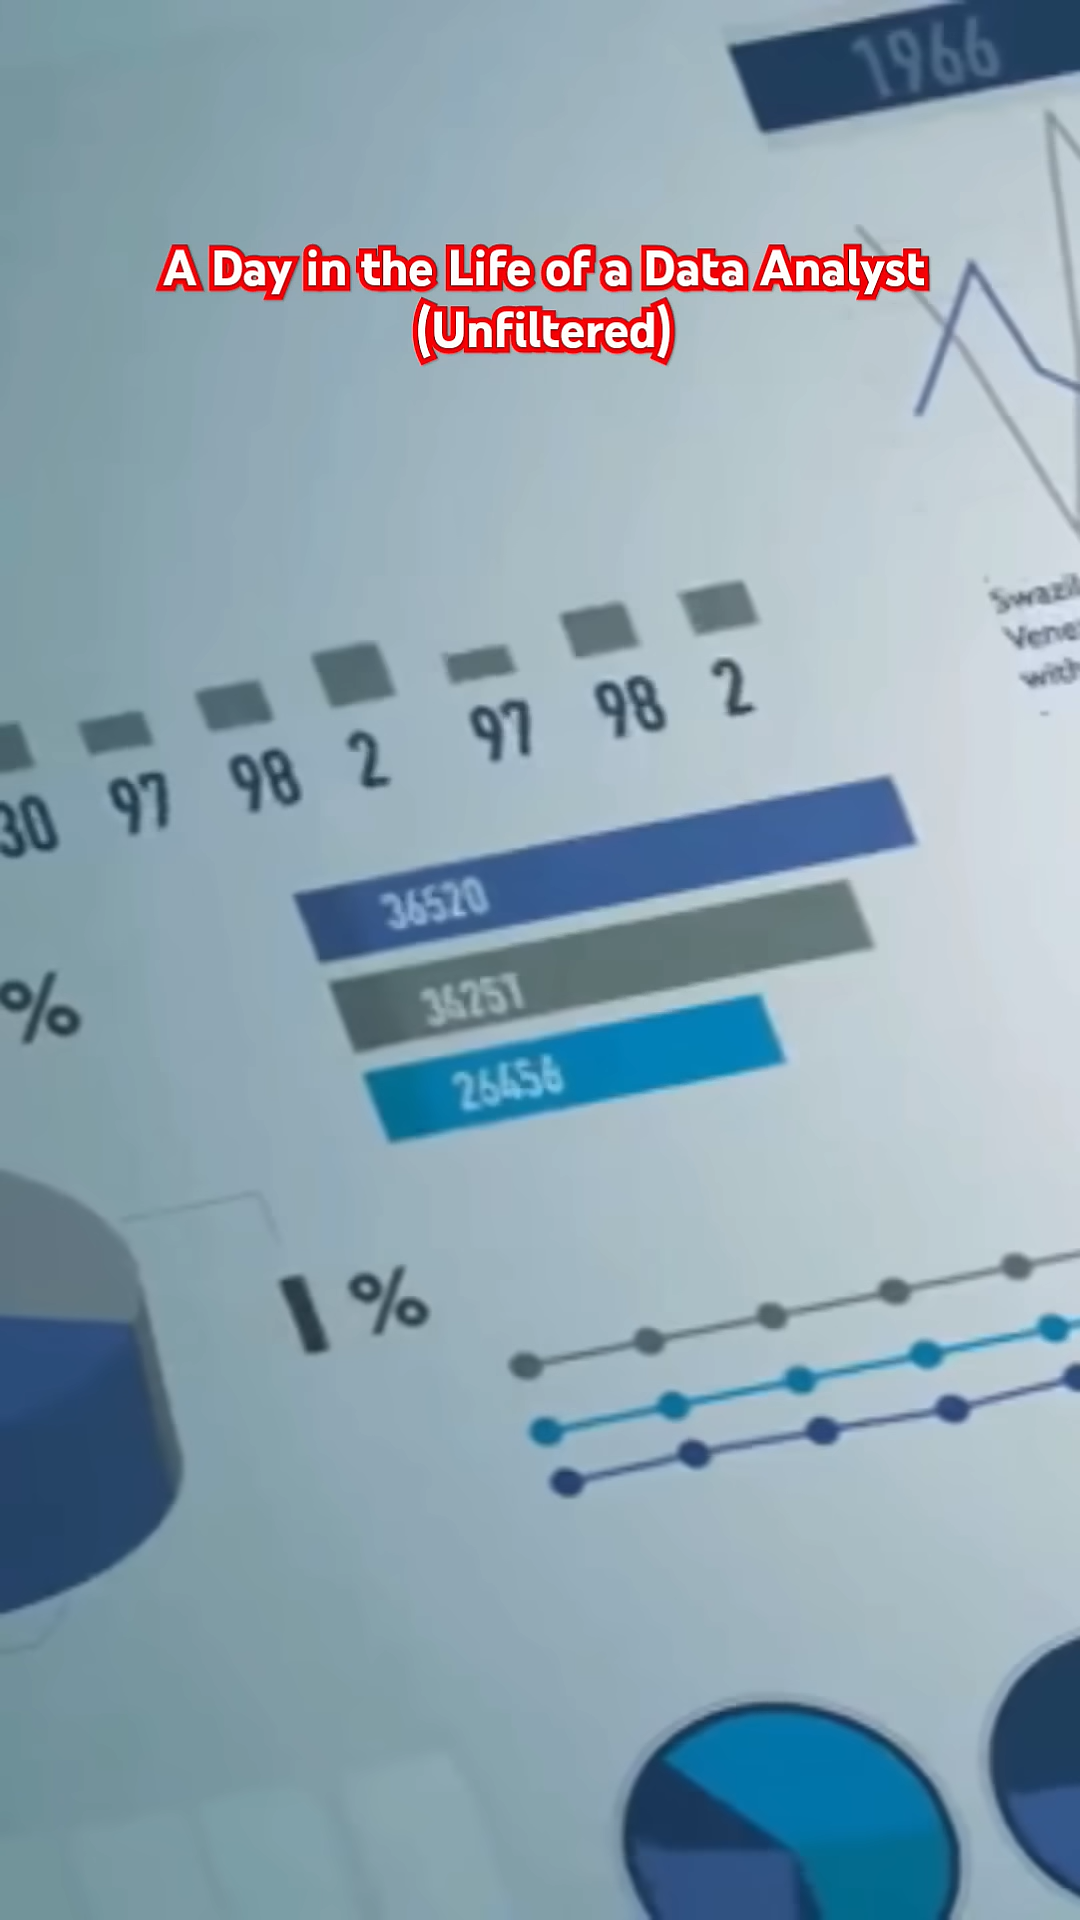 1966
A Day in the Life of a Data Analyst
(Unfiltered)
30 97 98 2 97 98 2
with
36520
36251
26456
%
%